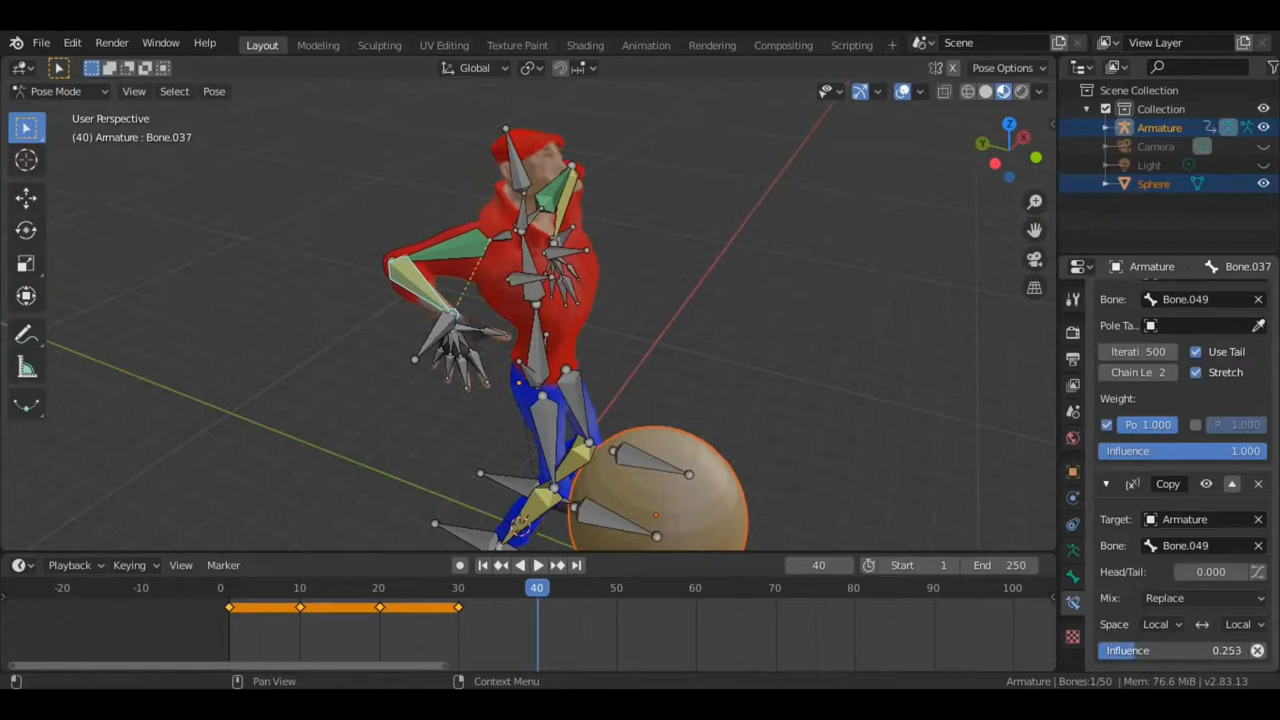 File Edit Render Window Help Layout Modeling Sculpting UV Editing Texture Paint Shading Animation Rendering Compositing Scripting + Scene View Layer
Global Pose Options
Pose Mode View Select Pose
User Perspective
(40) Armature : Bone.037
X
Y
Z
Scene Collection
Collection
Armature
Camera
Light
Sphere
Armature Bone.037
Bone: Bone.049
Pole Ta...
Iterati 500 Use Tail
Chain Le 2 Stretch
Weight:
Po 1.000 R 1.000
Influence 1.000
Copy
Target: Armature
Bone: Bone.049
Head/Tail: 0.000
Mix: Replace
Space Local Local
Influence 0.253
Playback Keying View Marker 40 Start 1 End 250
-20 -10 0 10 20 30 40 50 60 70 80 90 100
Pan View Context Menu Armature | Bones:1/50 | Mem: 76.6 MiB | v2.83.13